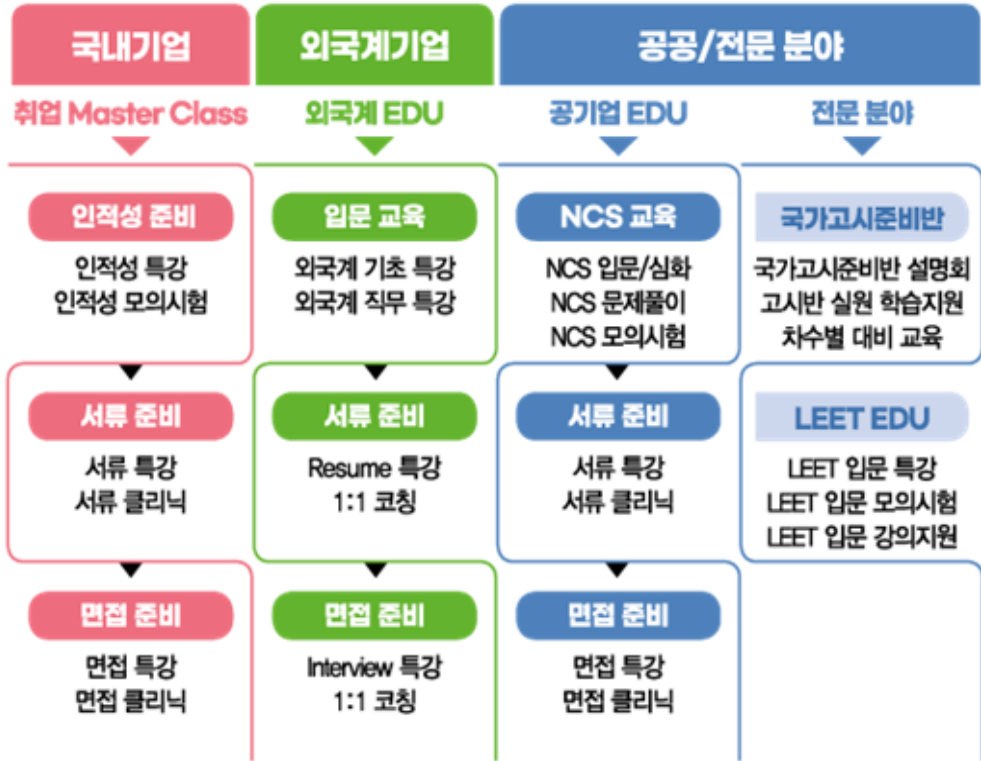 국내기업
외국계기업
공공/전문 분야
취업 Master Class
외국계 EDU
공기업 EDU
전문 분야
인적성 준비
인적성 특강
인적성 모의시험
입문 교육
외국계 기초 특강
외국계 직무 특강
NCS 교육
NCS 입문/심화
NCS 문제풀이
NCS 모의시험
국가고시준비반
국가고시준비반 설명회
고시반 실원 학습지원
차수별 대비 교육
서류 준비
서류 특강
서류 클리닉
서류 준비
Resume 특강
1:1 코칭
서류 준비
서류 특강
서류 클리닉
LEET EDU
LEET 입문 특강
LEET 입문 모의시험
LEET 입문 강의지원
면접 준비
면접 특강
면접 클리닉
면접 준비
Interview 특강
1:1 코칭
면접 준비
면접 특강
면접 클리닉